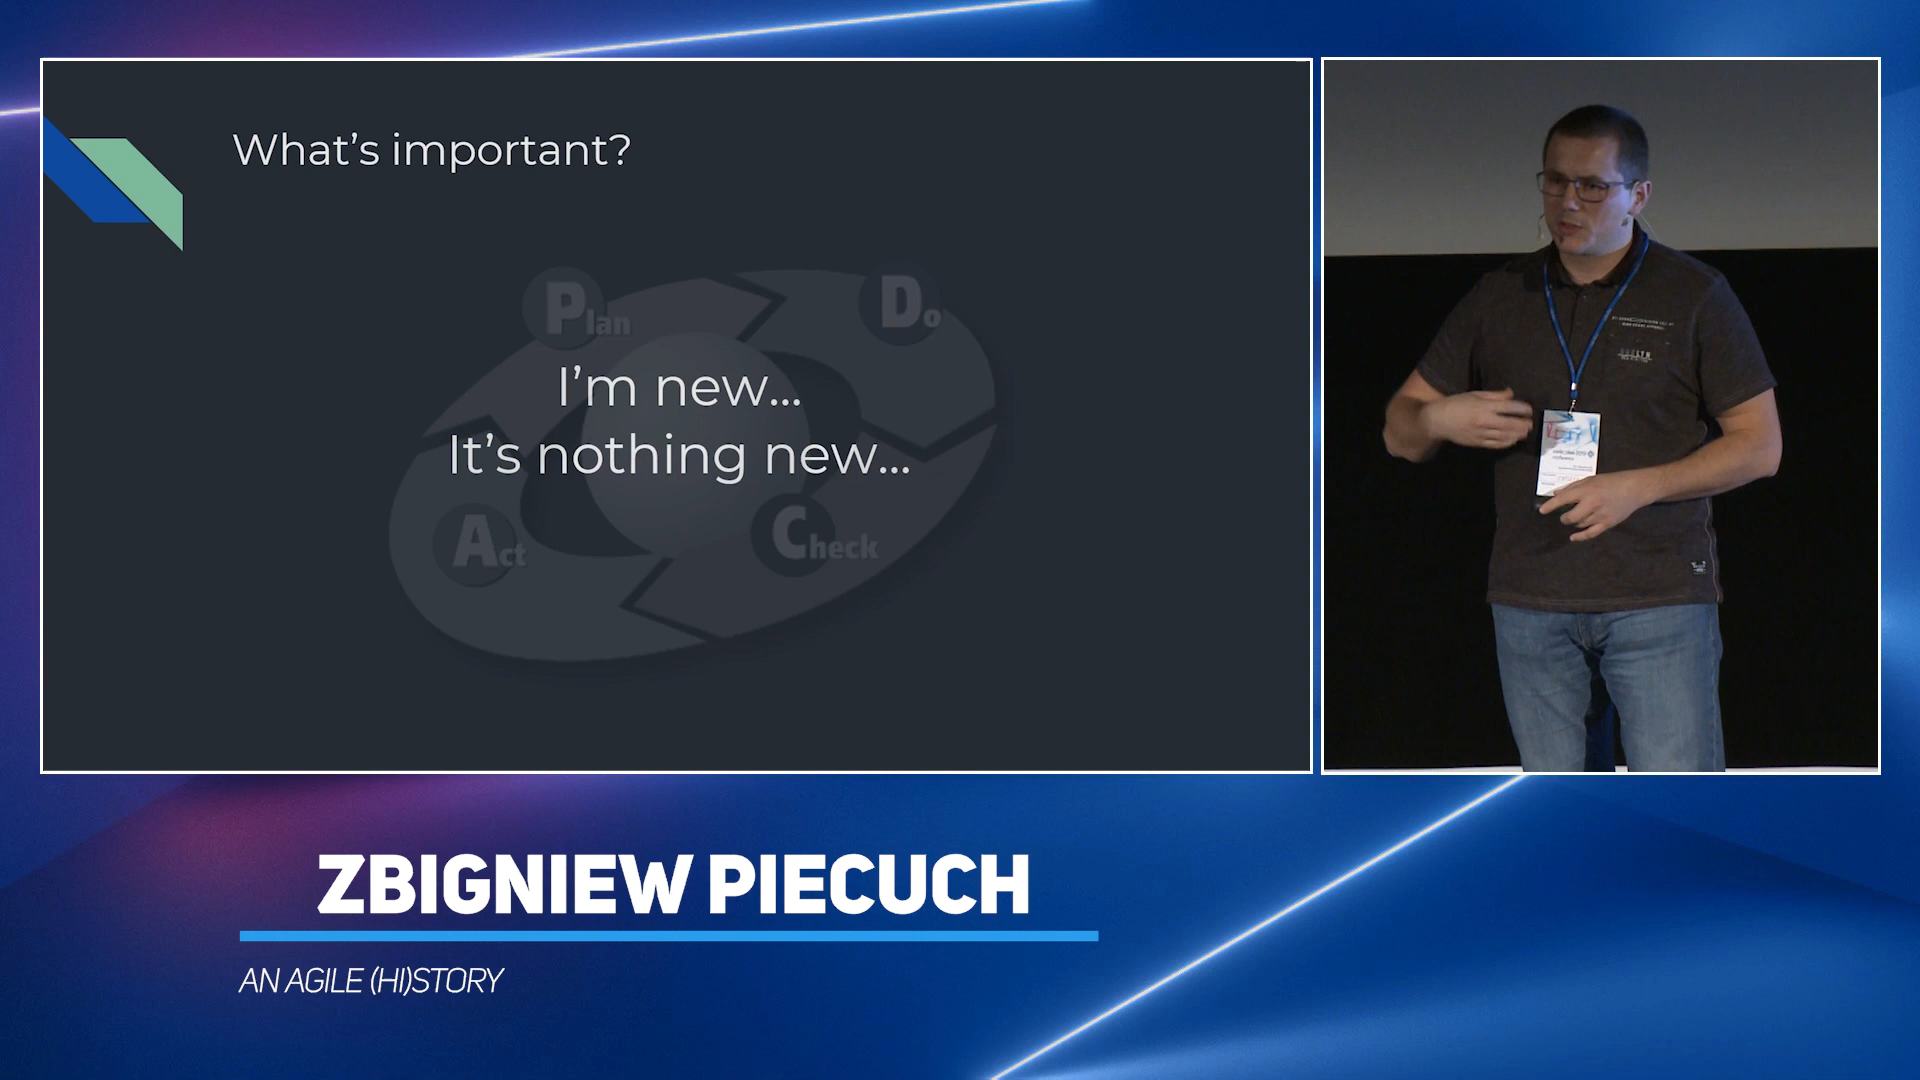 What's important?
Plan
Do
I'm new...
It's nothing new...
Act
Check
ZBIGNIEW PIECUCH
AN AGILE (HI)STORY